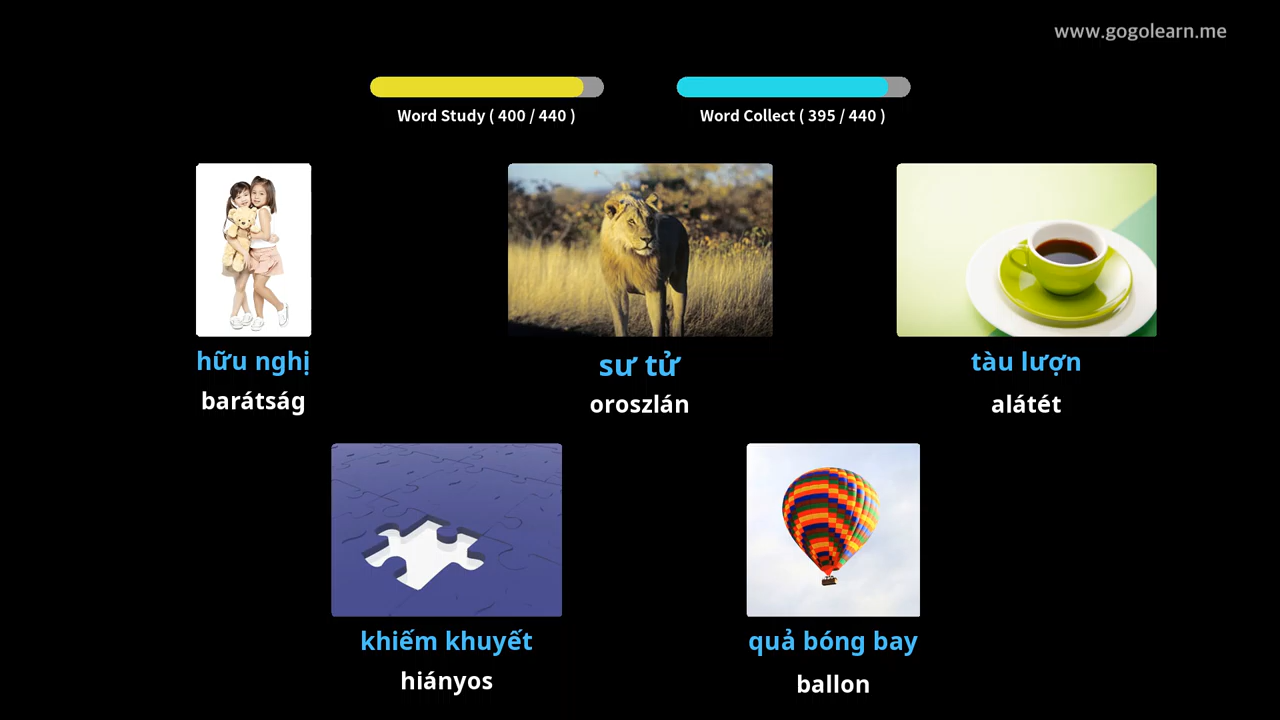 www.gogolearn.me
Word Study ( 400 / 440 )
Word Collect ( 395 / 440 )
hữu nghị
barátság
sư tử
oroszlán
tàu lượn
alátét
khiếm khuyết
hiányos
quả bóng bay
ballon